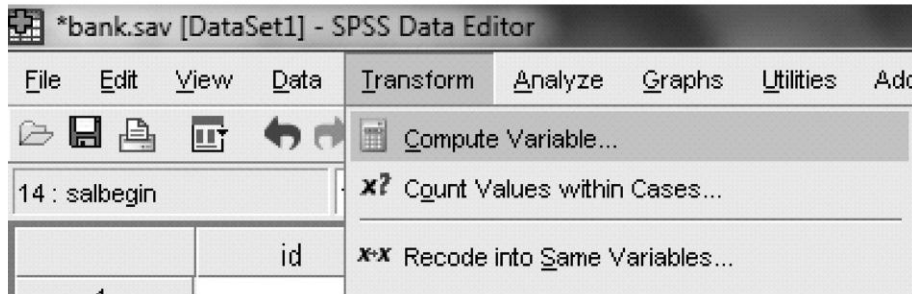 *bank.sav [DataSet1] - SPSS Data Editor
File Edit View Data Transform Analyze Graphs Utilities
Compute Variable...
14 : salbegin
x? Count Values within Cases...
id
x•x Recode into Same Variables...